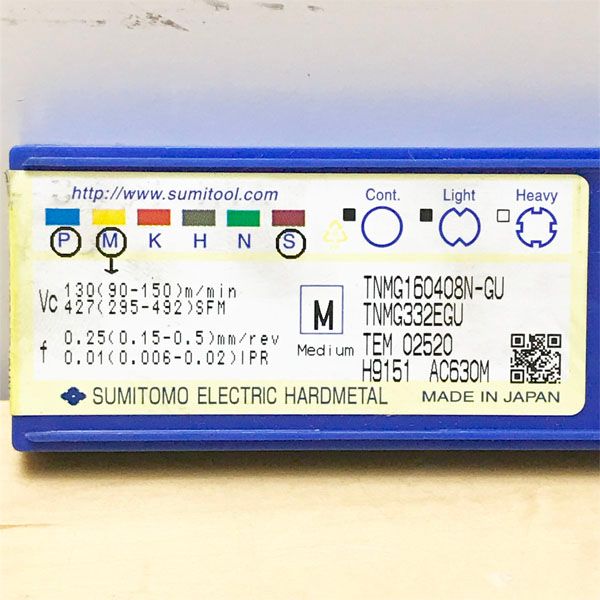 http://www.sumitool.com
Cont. Light Heavy
P M K H N S
Vc 130(90-150)m/min
427(295-492)SFM
f 0.25(0.15-0.5)mm/rev
0.01(0.006-0.02)IPR
M
Medium
TNMG160408N-GU
TNMG332EGU
TEM 02520
H9151 AC630M
SUMITOMO ELECTRIC HARDMETAL
MADE IN JAPAN